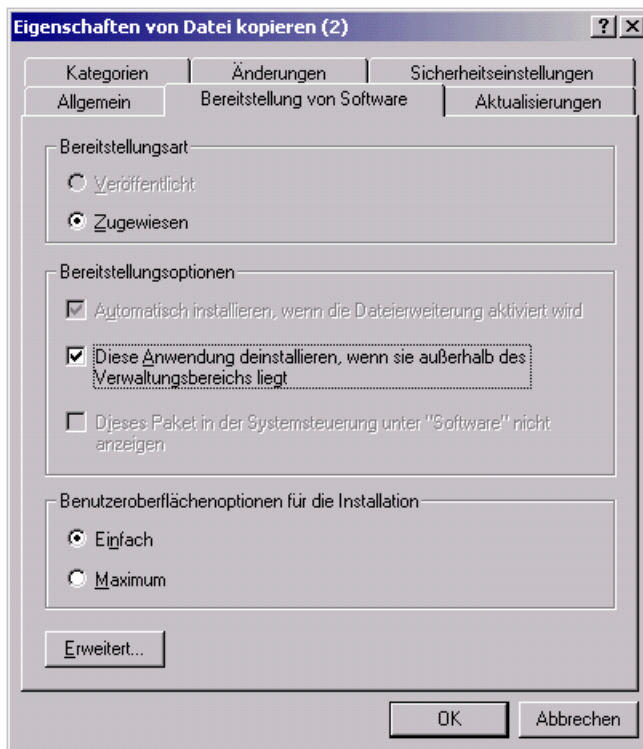 Eigenschaften von Datei kopieren (2)
Kategorien Änderungen Sicherheitseinstellungen
Allgemein Bereitstellung von Software Aktualisierungen
Bereitstellungsart
Veröffentlicht
Zugewiesen
Bereitstellungsoptionen
Automatisch installieren, wenn die Dateierweiterung aktiviert wird
Diese Anwendung deinstallieren, wenn sie außerhalb des
Verwaltungsbereichs liegt
Dieses Paket in der Systemsteuerung unter "Software" nicht
anzeigen
Benutzeroberflächenoptionen für die Installation
Einfach
Maximum
Erweitert...
OK Abbrechen